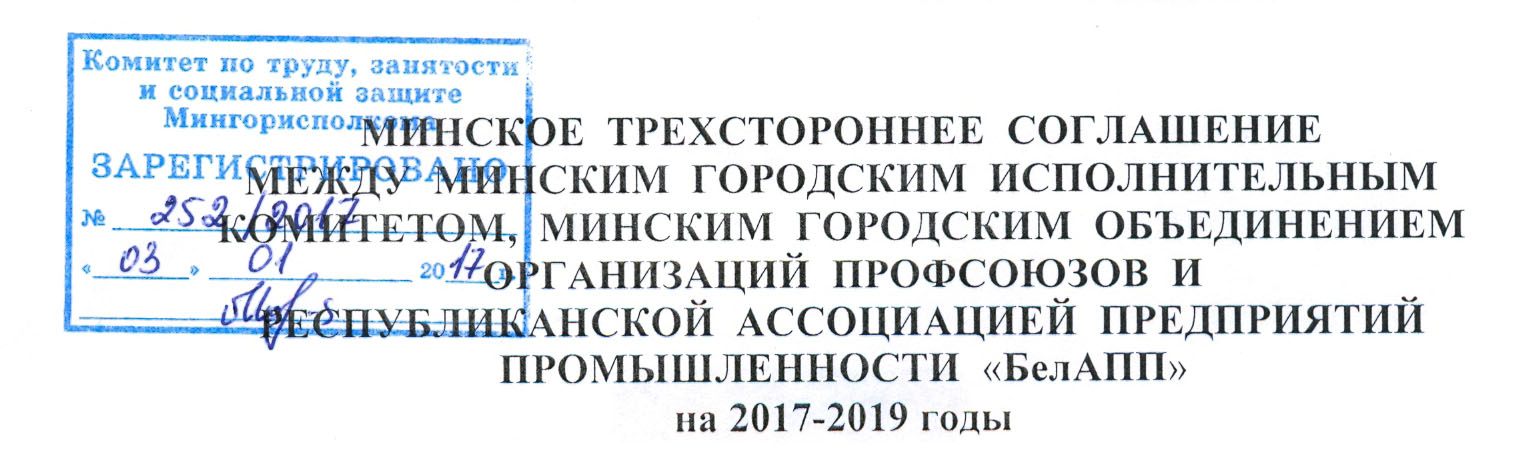 Комитет по труду, занятости
и социальной защите
Мингорисполкома
ЗАРЕГИСТРИРОВАНО
№ 252/2017
«03» 01 2017 г.
МИНСКОЕ ТРЕХСТОРОННЕЕ СОГЛАШЕНИЕ
МЕЖДУ МИНСКИМ ГОРОДСКИМ ИСПОЛНИТЕЛЬНЫМ
КОМИТЕТОМ, МИНСКИМ ГОРОДСКИМ ОБЪЕДИНЕНИЕМ
ОРГАНИЗАЦИЙ ПРОФСОЮЗОВ И
РЕСПУБЛИКАНСКОЙ АССОЦИАЦИЕЙ ПРЕДПРИЯТИЙ
ПРОМЫШЛЕННОСТИ «БелАПП»
на 2017-2019 годы